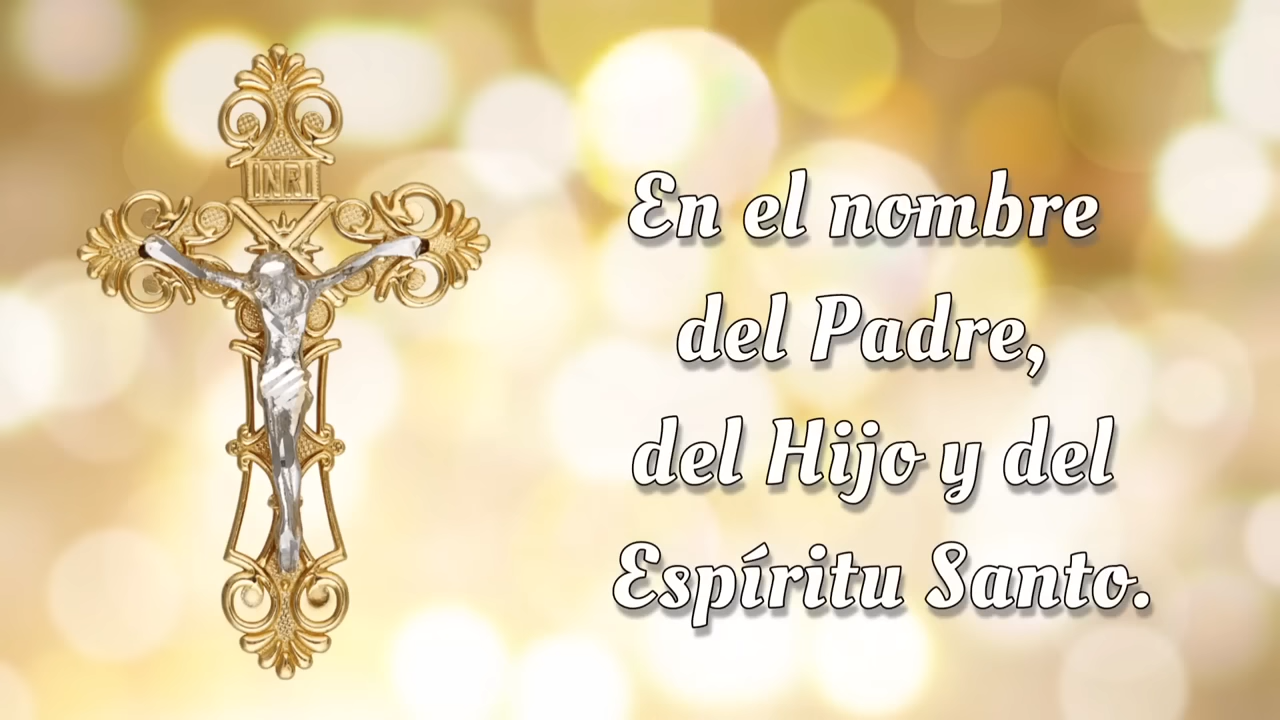 INRI
En el nombre
del Padre,
del Hijo y del
Espíritu Santo.